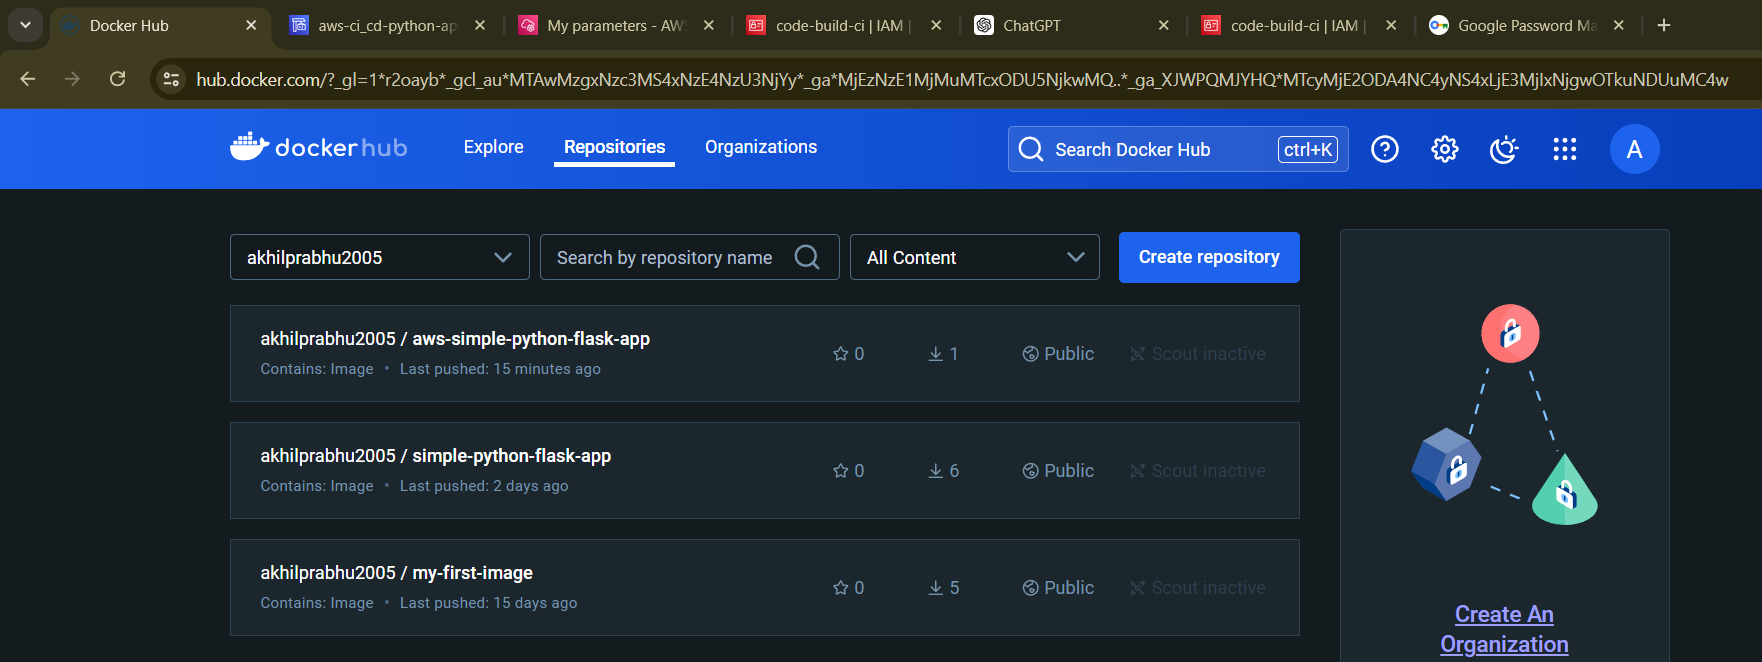 Docker Hub
aws-ci_cd-python-ap
My parameters - AW
code-build-ci | IAM |
ChatGPT
code-build-ci | IAM |
Google Password Ma
hub.docker.com/?_gl=1*r2oayb*_gcl_au*MTAwMzgxNzc3MS4xNzE4NzU3NjYy*_ga*MjEzNzE1MjMuMTcxODU5NjkwMQ..*_ga_XJWPQMJYHQ*MTcyMjE2ODA4NC4yNS4xLjE3MjIxNjgwOTkuNDUuMC4w
dockerhub
Explore
Repositories
Organizations
Search Docker Hub
ctrl+K
A
akhilprabhu2005
Search by repository name
All Content
Create repository
akhilprabhu2005 / aws-simple-python-flask-app
Contains: Image • Last pushed: 15 minutes ago
0
1
Public
Scout inactive
akhilprabhu2005 / simple-python-flask-app
Contains: Image • Last pushed: 2 days ago
0
6
Public
Scout inactive
akhilprabhu2005 / my-first-image
Contains: Image • Last pushed: 15 days ago
0
5
Public
Scout inactive
Create An
Organization